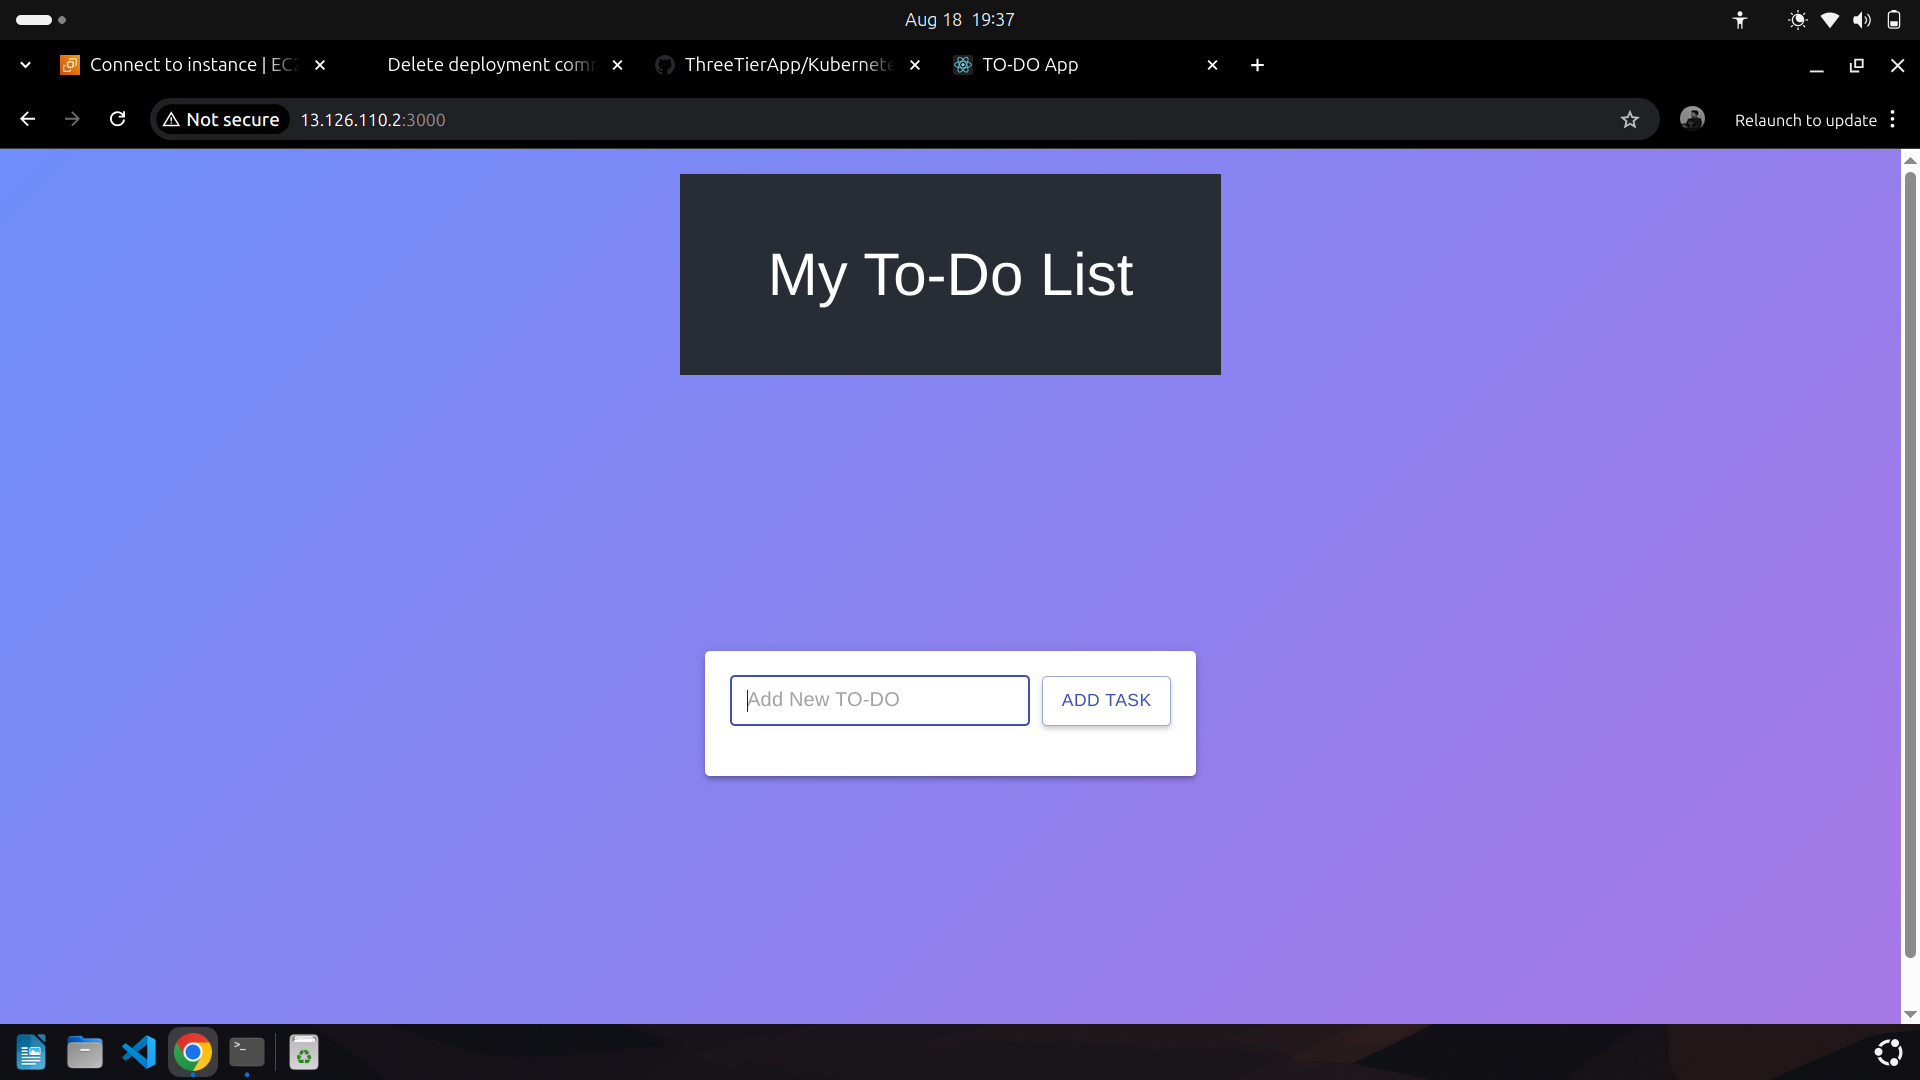 Aug 18 19:37
Connect to instance | EC2
Delete deployment com
ThreeTierApp/Kubernete
TO-DO App
Not secure
13.126.110.2:3000
Relaunch to update
My To-Do List
Add New TO-DO
ADD TASK